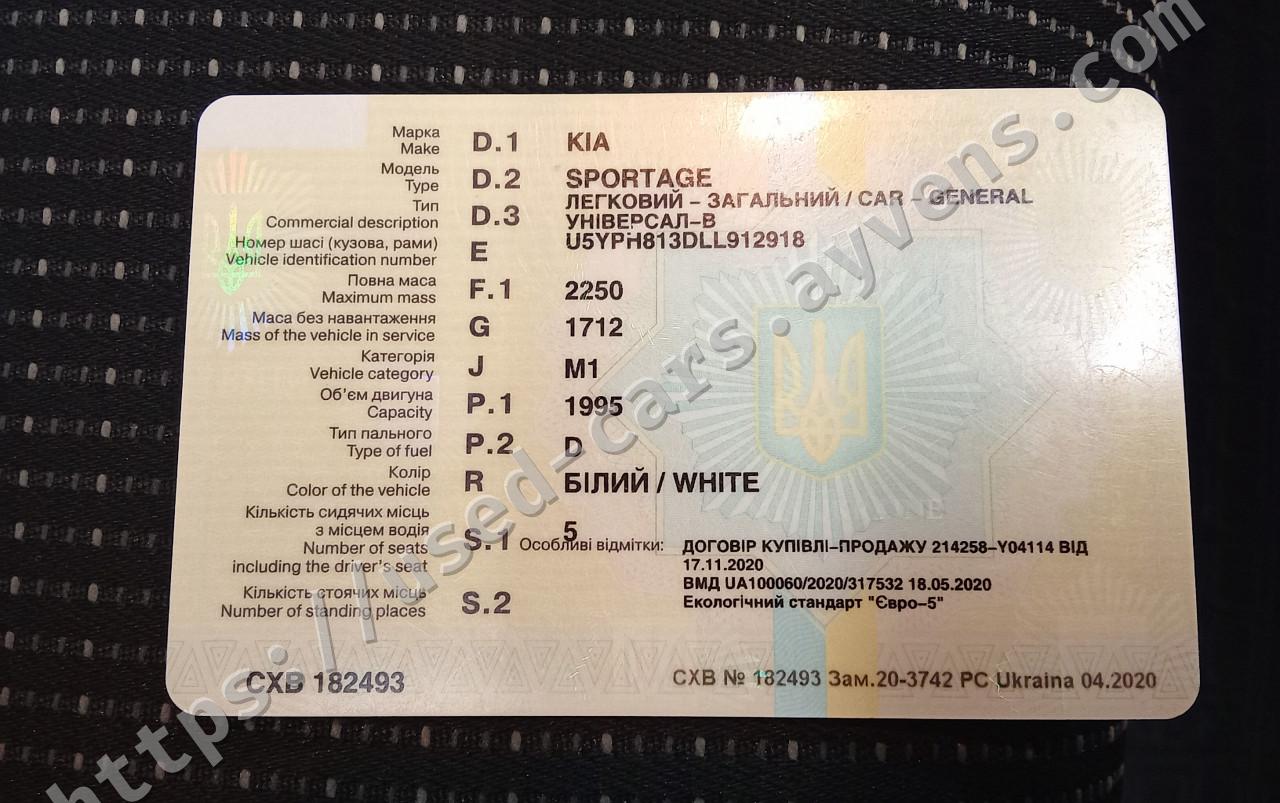 Марка
Make D.1 KIA
Модель
Type D.2 SPORTAGE
Тип
Commercial description D.3 ЛЕГКОВИЙ – ЗАГАЛЬНИЙ / CAR – GENERAL
УНІВЕРСАЛ–В
Номер шасі (кузова, рами)
Vehicle identification number E U5YPH813DLL912918
Повна маса
Maximum mass F.1 2250
Маса без навантаження
Mass of the vehicle in service G 1712
Категорія
Vehicle category J M1
Об'єм двигуна
Capacity P.1 1995
Тип пального
Type of fuel P.2 D
Колір
Color of the vehicle R БІЛИЙ / WHITE
Кількість сидячих місць
з місцем водія
Number of seats
including the driver's seat S.1 5
Особливі відмітки: ДОГОВІР КУПІВЛІ–ПРОДАЖУ 214258–Y04114 ВІД
17.11.2020
ВМД UA100060/2020/317532 18.05.2020
Екологічний стандарт "Євро–5"
Кількість стоячих місць
Number of standing places S.2
СХВ 182493
СХВ № 182493 Зам.20-3742 РС Ukraina 04.2020
https://used-cars.ayvens.com